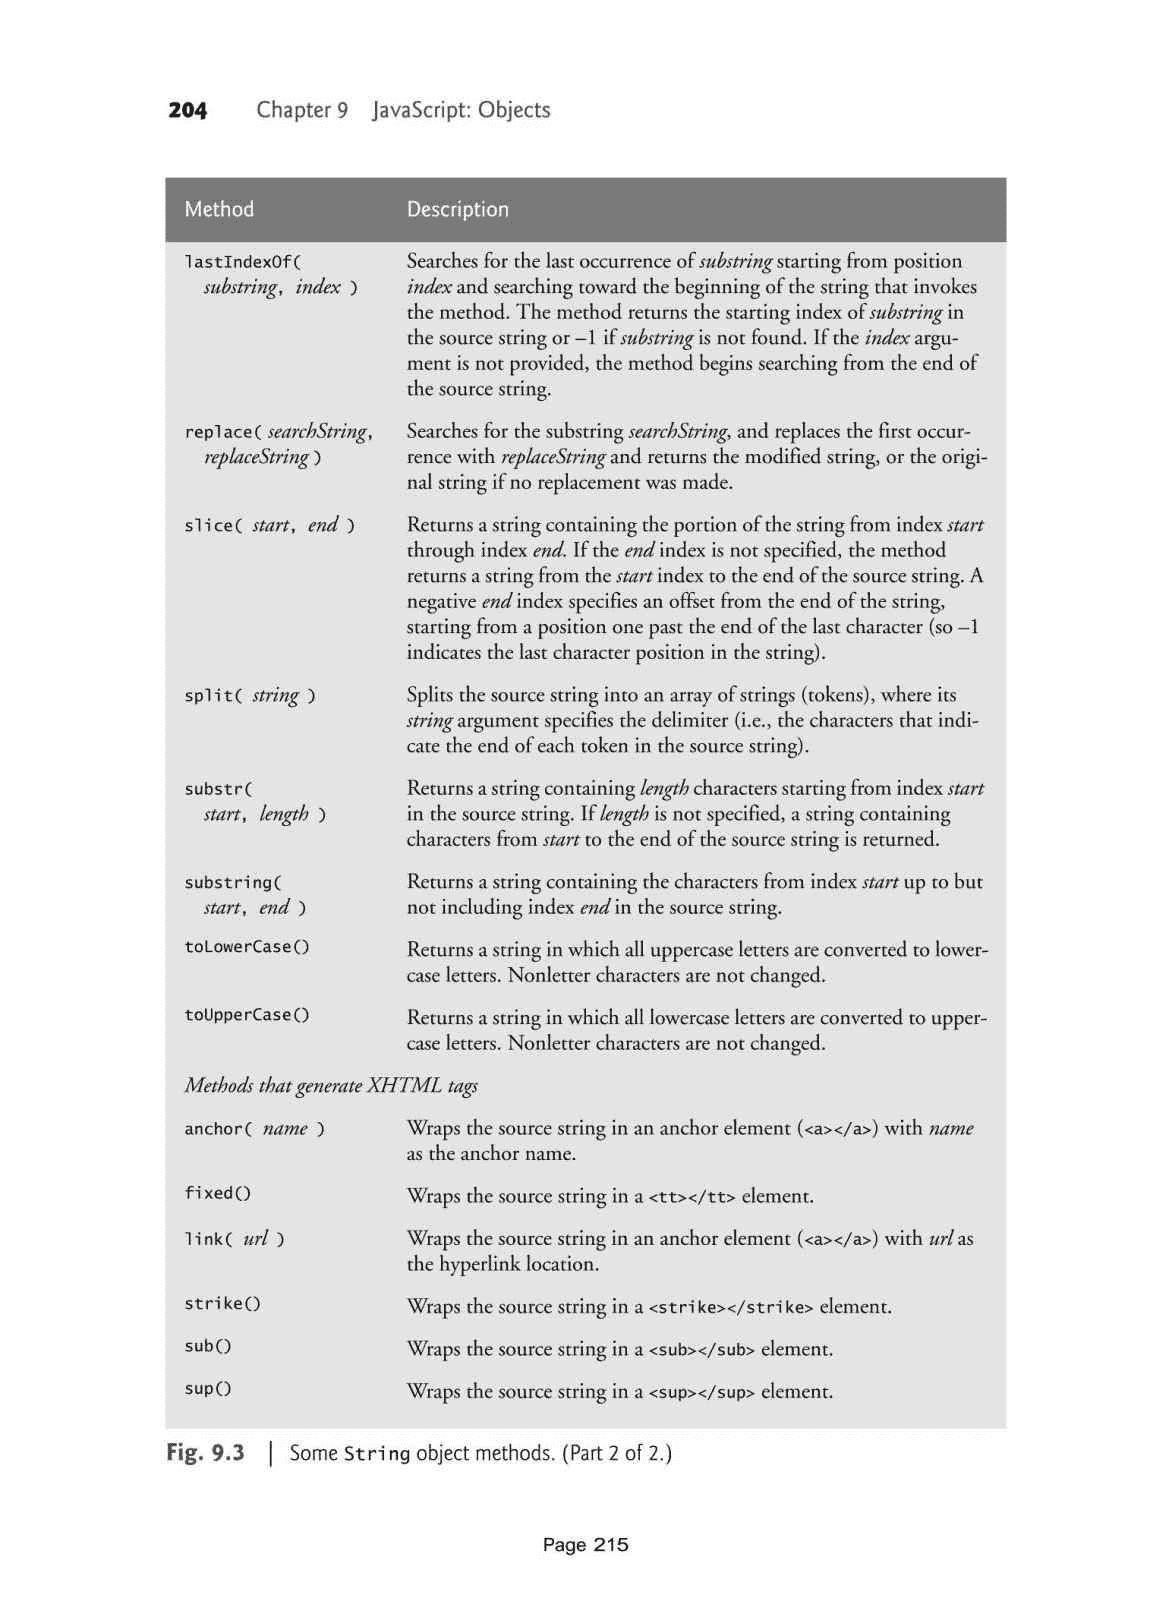 204 Chapter 9 JavaScript: Objects
Method Description
lastIndexOf( Searches for the last occurrence of substring starting from position
substring, index ) index and searching toward the beginning of the string that invokes
the method. The method returns the starting index of substring in
the source string or –1 if substring is not found. If the index argu-
ment is not provided, the method begins searching from the end of
the source string.
replace( searchString, Searches for the substring searchString, and replaces the first occur-
replaceString ) rence with replaceString and returns the modified string, or the origi-
nal string if no replacement was made.
slice( start, end ) Returns a string containing the portion of the string from index start
through index end. If the end index is not specified, the method
returns a string from the start index to the end of the source string. A
negative end index specifies an offset from the end of the string,
starting from a position one past the end of the last character (so –1
indicates the last character position in the string).
split( string ) Splits the source string into an array of strings (tokens), where its
string argument specifies the delimiter (i.e., the characters that indi-
cate the end of each token in the source string).
substr( Returns a string containing length characters starting from index start
start, length ) in the source string. If length is not specified, a string containing
characters from start to the end of the source string is returned.
substring( Returns a string containing the characters from index start up to but
start, end ) not including index end in the source string.
toLowerCase() Returns a string in which all uppercase letters are converted to lower-
case letters. Nonletter characters are not changed.
toUpperCase() Returns a string in which all lowercase letters are converted to upper-
case letters. Nonletter characters are not changed.
Methods that generate XHTML tags
anchor( name ) Wraps the source string in an anchor element (<a></a>) with name
as the anchor name.
fixed() Wraps the source string in a <tt></tt> element.
link( url ) Wraps the source string in an anchor element (<a></a>) with url as
the hyperlink location.
strike() Wraps the source string in a <strike></strike> element.
sub() Wraps the source string in a <sub></sub> element.
sup() Wraps the source string in a <sup></sup> element.
Fig. 9.3 | Some String object methods. (Part 2 of 2.)
Page 215